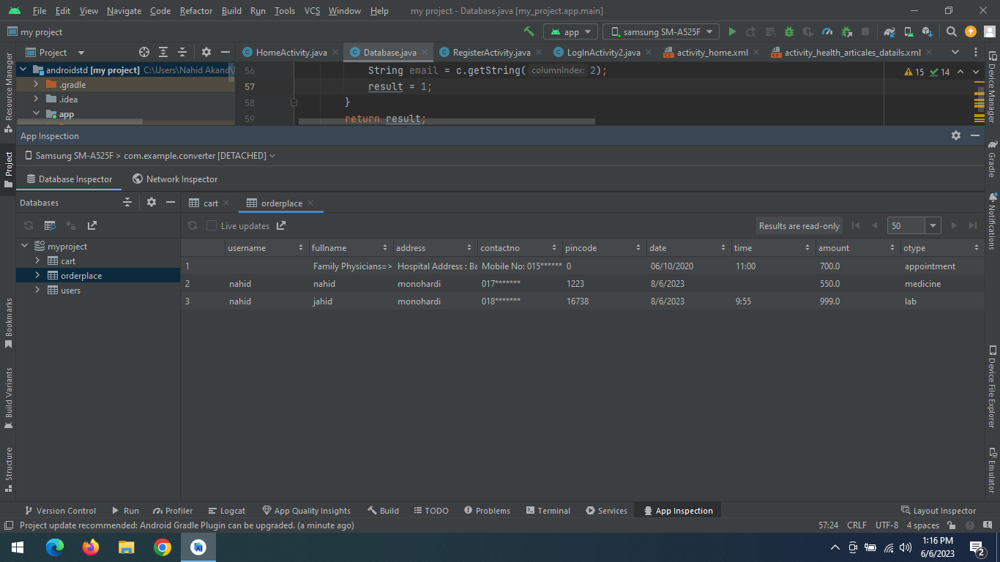 File Edit View Navigate Code Refactor Build Run Tools VCS Window Help my project - Database.java [my_project.app.main]
my project app samsung SM-A525F
Project HomeActivity.java Database.java RegisterActivity.java LogInActivity2.java activity_home.xml activity_health_articales_datails.xml
androidstd [my project] C:\Users\Nahid Akand\
.gradle
.idea
app
56 String email = c.getString( columnIndex: 2);
57 result = 1;
58 }
59 return result;
15 14
App Inspection
Samsung SM-A525F > com.example.converter [DETACHED]
Database Inspector Network Inspector
Databases cart orderplace
Live updates Results are read-only 50
myproject
cart
orderplace
users
username fullname address contactno pincode date time amount otype
1 Family Physicians=> Hospital Address : Ba Mobile No: 015****** 0 06/10/2020 11:00 700.0 appointment
2 nahid nahid monohardi 017******* 1223 8/6/2023 550.0 medicine
3 nahid jahid monohardi 018******* 16738 8/6/2023 9:55 999.0 lab
Resource Manager
Project
Bookmarks
Build Variants
Structure
Device Manager
Gradle
Notifications
Device File Explorer
Emulator
Version Control Run Profiler Logcat App Quality Insights Build TODO Problems Terminal Services App Inspection Layout Inspector
Project update recommended: Android Gradle Plugin can be upgraded. (a minute ago) 57:24 CRLF UTF-8 4 spaces
1:16 PM
6/6/2023
2